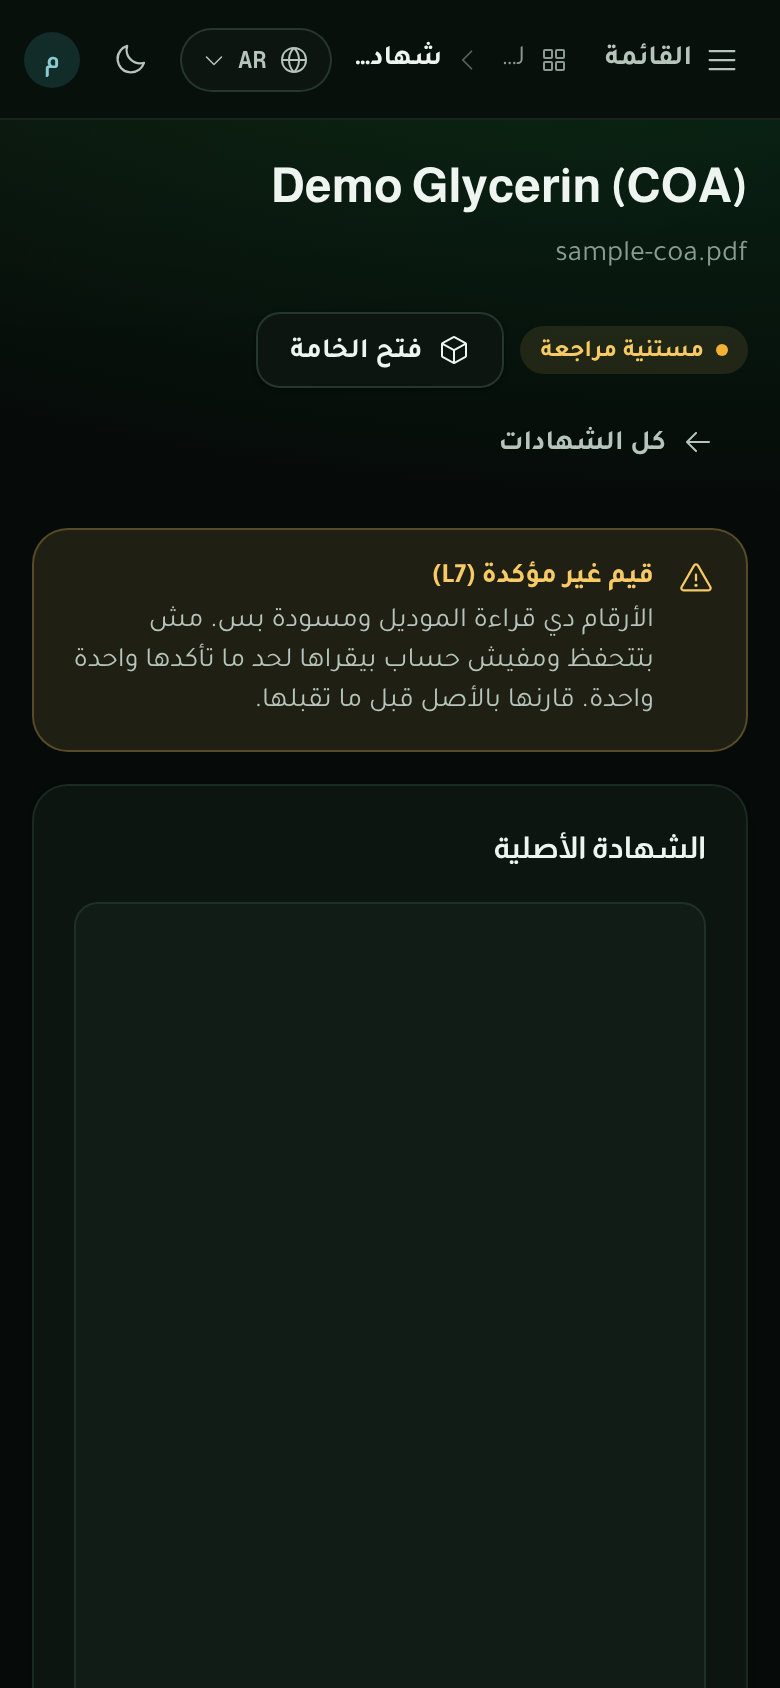 القائمة
لـ...
شهاد...
AR
م
Demo Glycerin (COA)
sample-coa.pdf
مستنية مراجعة
فتح الخامة
كل الشهادات
قيم غير مؤكدة (L7)
الأرقام دي قراءة الموديل ومسودة بس. مش
بتتحفظ ومفيش حساب بيقراها لحد ما تأكدها واحدة
واحدة. قارنها بالأصل قبل ما تقبلها.
الشهادة الأصلية